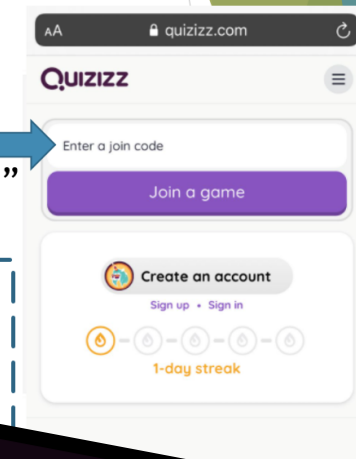 AA quizizz.com
QUIZIZZ
Enter a join code
”
Join a game
Create an account
Sign up • Sign in
1-day streak